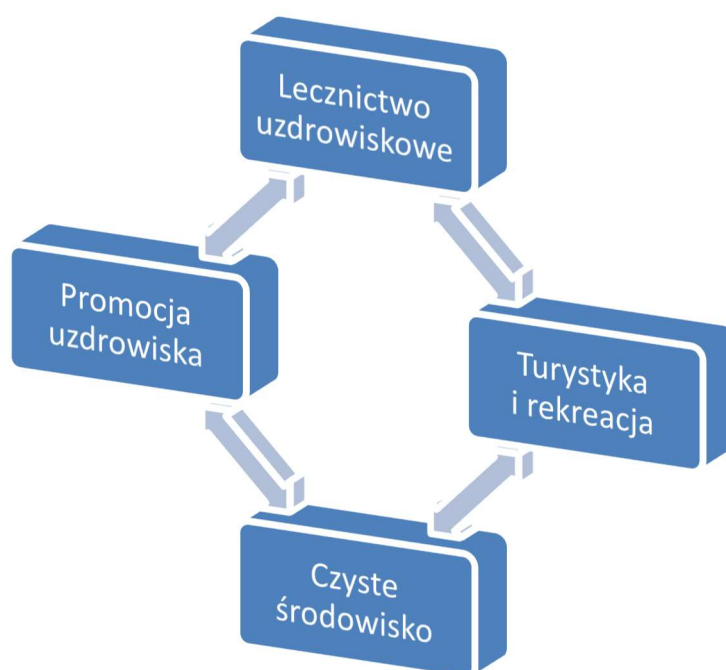 Lecznictwo
uzdrowiskowe
Promocja
uzdrowiska
Turystyka
i rekreacja
Czyste
środowisko